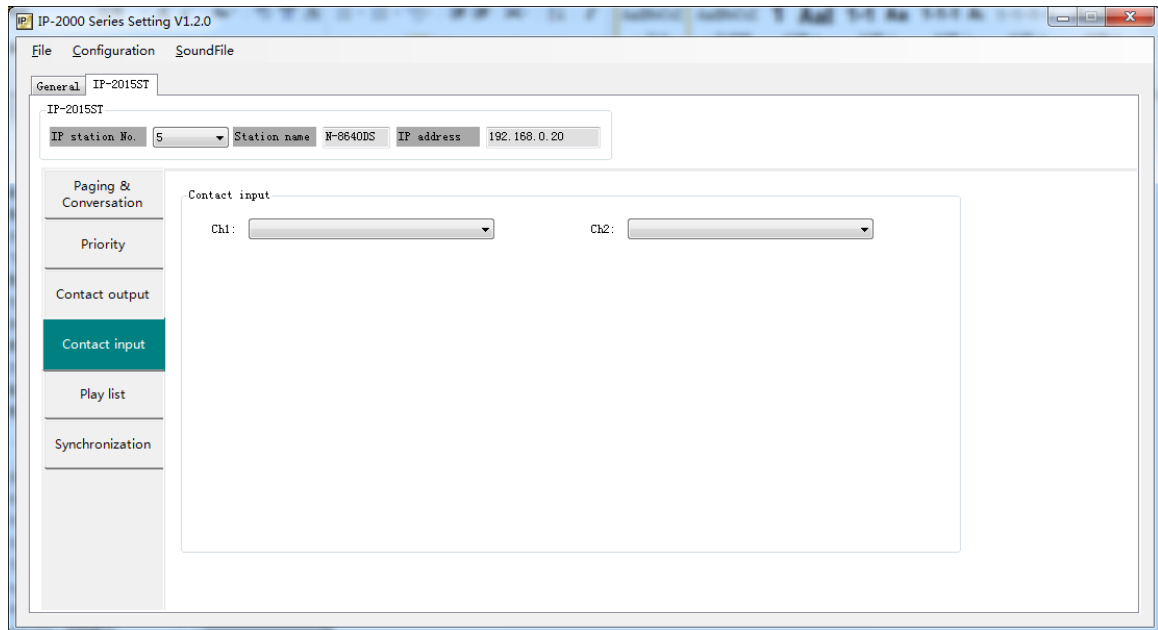 IP-2000 Series Setting V1.2.0
File Configuration SoundFile
General IP-2015ST
IP-2015ST
IP station No. 5 Station name N-8640DS IP address 192.168.0.20
Paging &
Conversation
Priority
Contact output
Contact input
Play list
Synchronization
Contact input
Ch1: Ch2: